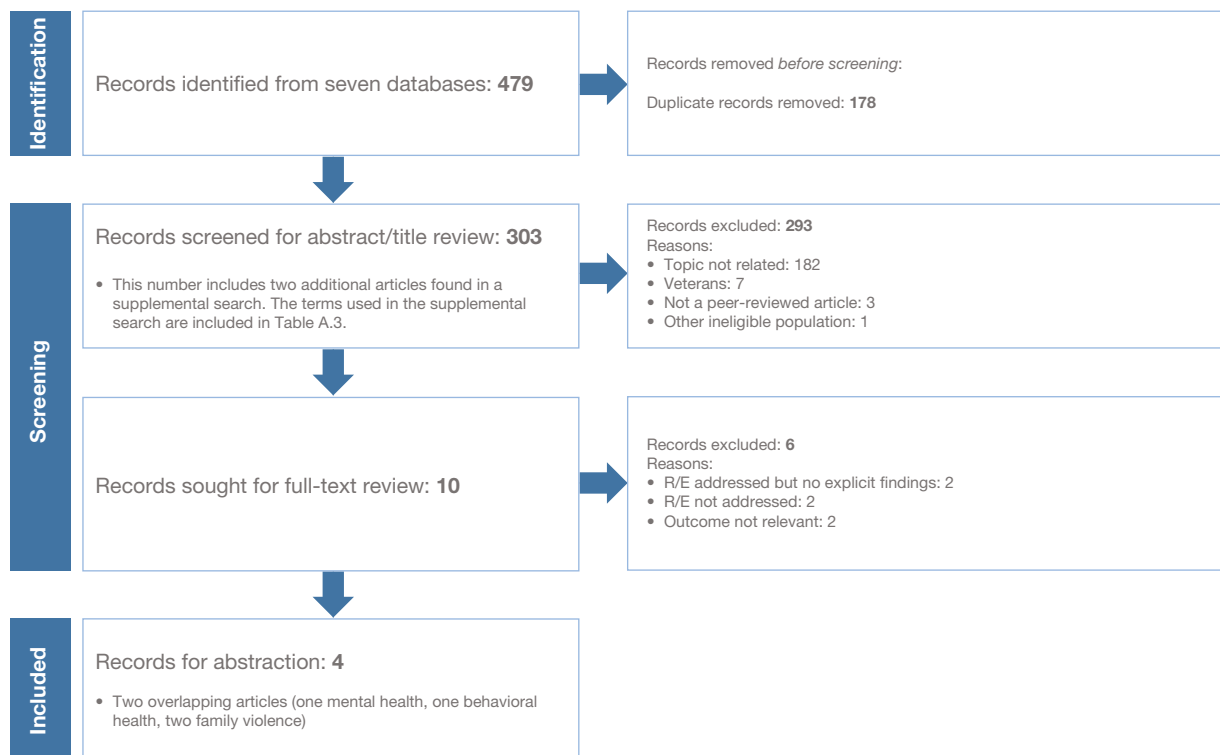 Identification
Records identified from seven databases: 479
Records removed before screening:
Duplicate records removed: 178
Screening
Records screened for abstract/title review: 303
• This number includes two additional articles found in a
supplemental search. The terms used in the supplemental
search are included in Table A.3.
Records excluded: 293
Reasons:
• Topic not related: 182
• Veterans: 7
• Not a peer-reviewed article: 3
• Other ineligible population: 1
Records sought for full-text review: 10
Records excluded: 6
Reasons:
• R/E addressed but no explicit findings: 2
• R/E not addressed: 2
• Outcome not relevant: 2
Included
Records for abstraction: 4
• Two overlapping articles (one mental health, one behavioral
health, two family violence)